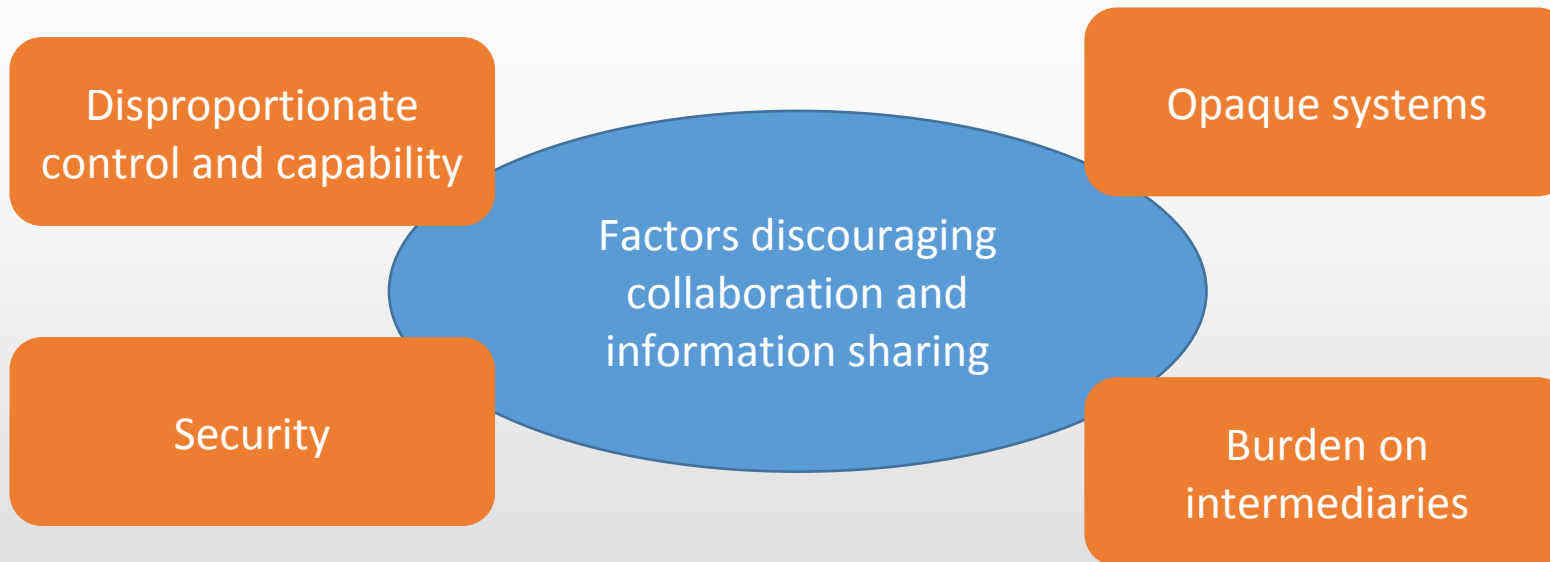 Disproportionate
control and capability
Opaque systems
Factors discouraging
collaboration and
information sharing
Security
Burden on
intermediaries